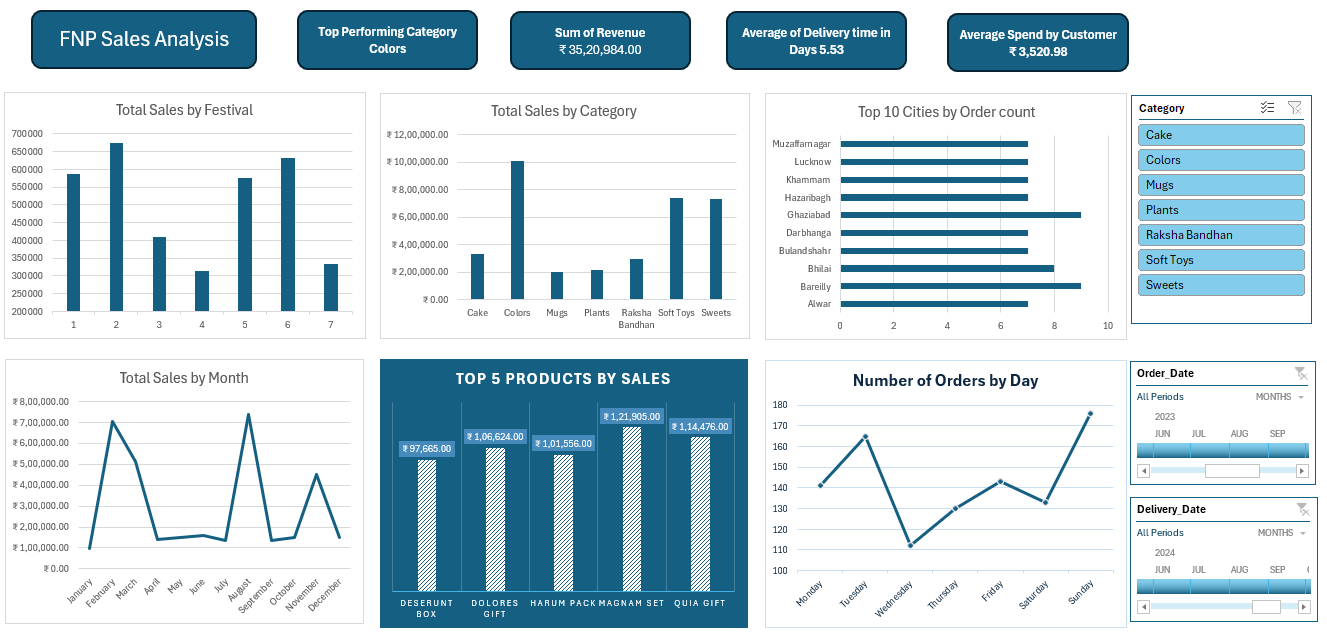 FNP Sales Analysis
Top Performing Category
Colors
Sum of Revenue
₹ 35,20,984.00
Average of Delivery time in
Days 5.53
Average Spend by Customer
₹ 3,520.98
Total Sales by Festival
700000
650000
600000
550000
500000
450000
400000
350000
300000
250000
200000
1 2 3 4 5 6 7
Total Sales by Category
₹ 12,00,000.00
₹ 10,00,000.00
₹ 8,00,000.00
₹ 6,00,000.00
₹ 4,00,000.00
₹ 2,00,000.00
₹ 0.00
Cake Colors Mugs Plants Raksha Soft Toys Sweets
Bandhan
Top 10 Cities by Order count
Muzaffarnagar
Lucknow
Khammam
Hazaribagh
Ghaziabad
Darbhanga
Bulandshahr
Bhilai
Bareilly
Alwar
0 2 4 6 8 10
Category
Cake
Colors
Mugs
Plants
Raksha Bandhan
Soft Toys
Sweets
Total Sales by Month
₹ 8,00,000.00
₹ 7,00,000.00
₹ 6,00,000.00
₹ 5,00,000.00
₹ 4,00,000.00
₹ 3,00,000.00
₹ 2,00,000.00
₹ 1,00,000.00
₹ 0.00
January February March April May June July August September October November December
TOP 5 PRODUCTS BY SALES
₹ 97,665.00 ₹ 1,06,624.00 ₹ 1,01,556.00 ₹ 1,21,905.00 ₹ 1,14,476.00
DESERUNT DOLORES HARUM PACK MAGNAM SET QUIA GIFT
BOX GIFT
Number of Orders by Day
180
170
160
150
140
130
120
110
100
Monday Tuesday Wednesday Thursday Friday Saturday Sunday
Order_Date
All Periods MONTHS
2023
JUN JUL AUG SEP
Delivery_Date
All Periods MONTHS
2024
JUN JUL AUG SEP